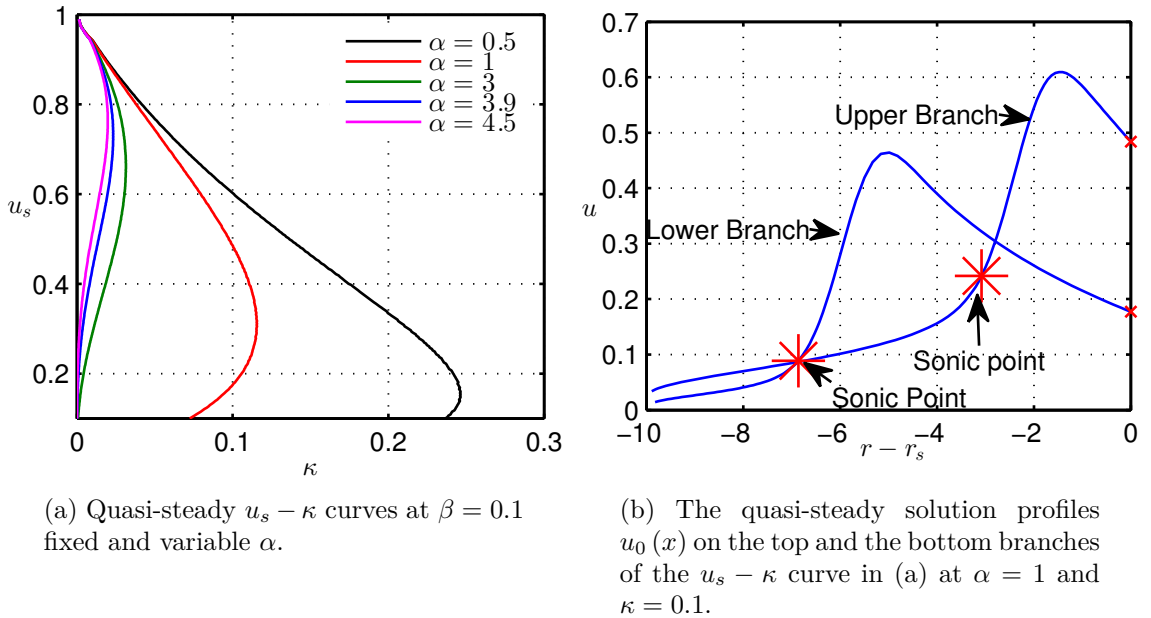 1
0.8
0.6
0.4
0.2
u_s
0
0.1
0.2
0.3
κ
α = 0.5
α = 1
α = 3
α = 3.9
α = 4.5
(a) Quasi-steady u_s − κ curves at β = 0.1
fixed and variable α.
0.7
0.6
0.5
0.4
0.3
0.2
0.1
0
u
−10
−8
−6
−4
−2
0
r − r_s
Upper Branch
Lower Branch
Sonic point
Sonic Point
(b) The quasi-steady solution profiles
u_0 (x) on the top and the bottom branches
of the u_s − κ curve in (a) at α = 1 and
κ = 0.1.